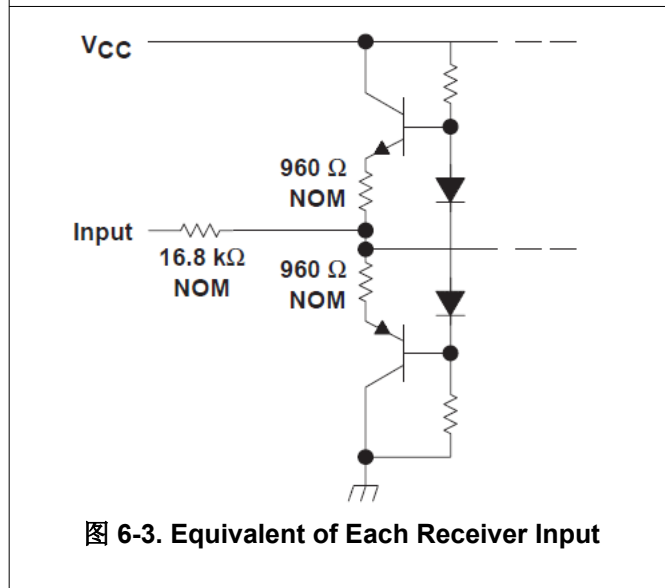 VCC
960 Ω
NOM
Input
16.8 kΩ
NOM
960 Ω
NOM
图 6-3. Equivalent of Each Receiver Input